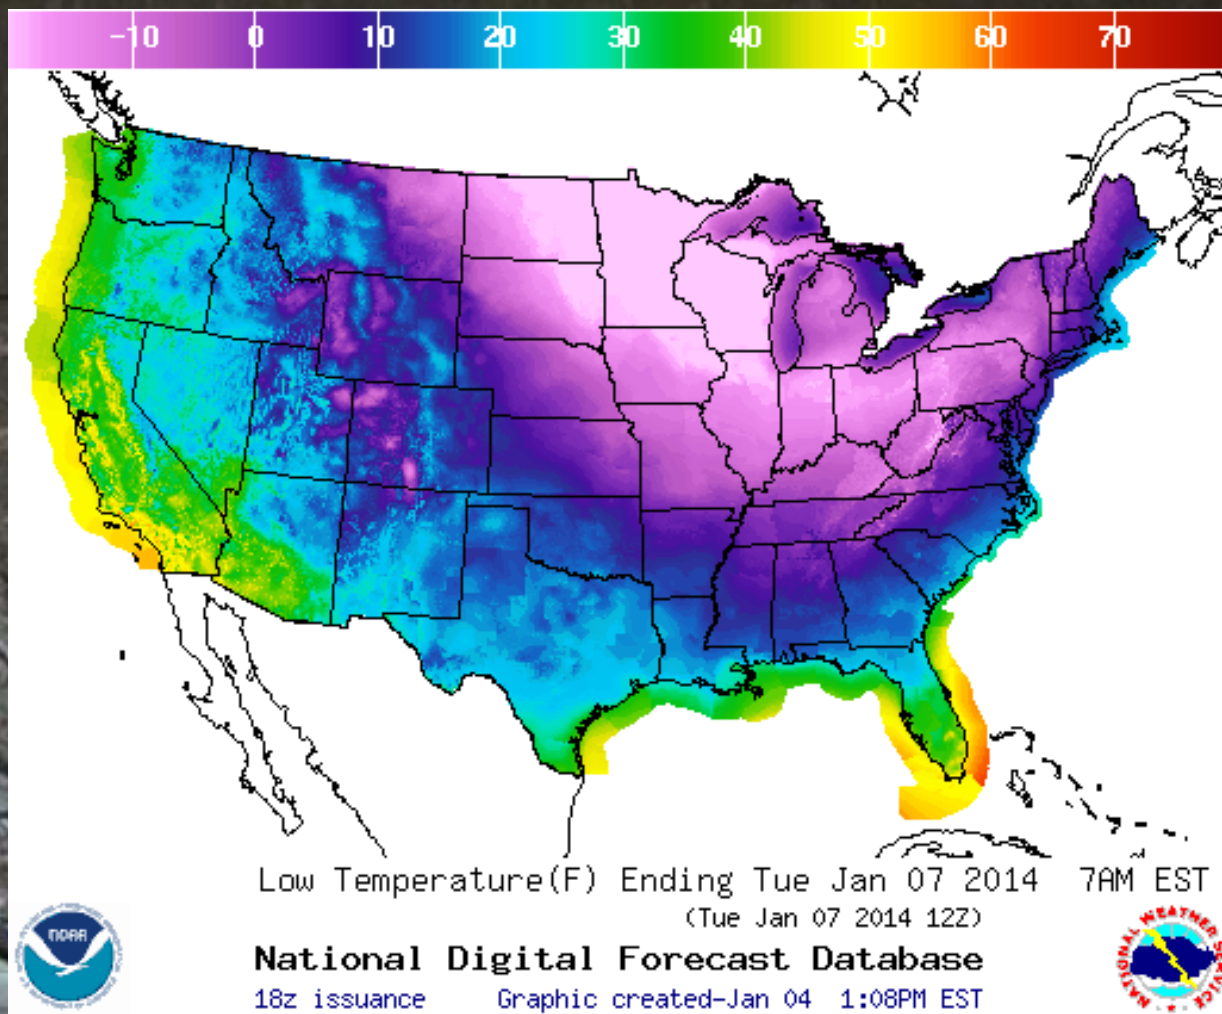 -10 0 10 20 30 40 50 60 70
Low Temperature(F) Ending Tue Jan 07 2014 7AM EST
(Tue Jan 07 2014 12Z)
National Digital Forecast Database
18z issuance Graphic created-Jan 04 1:08PM EST
NOAA
NATIONAL WEATHER SERVICE